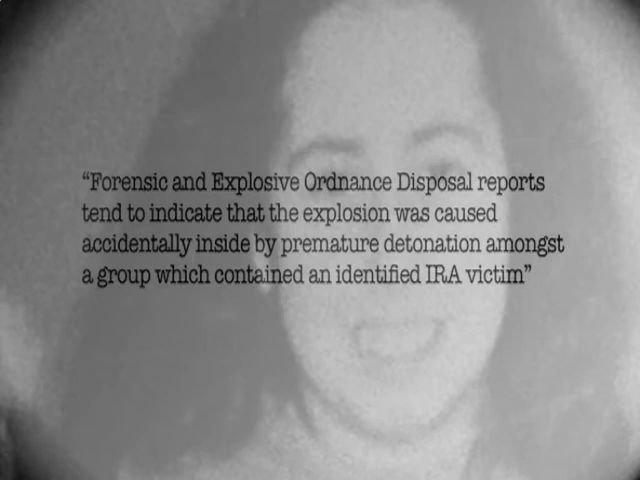 “Forensic and Explosive Ordnance Disposal reports
tend to indicate that the explosion was caused
accidentally inside by premature detonation amongst
a group which contained an identified IRA victim”